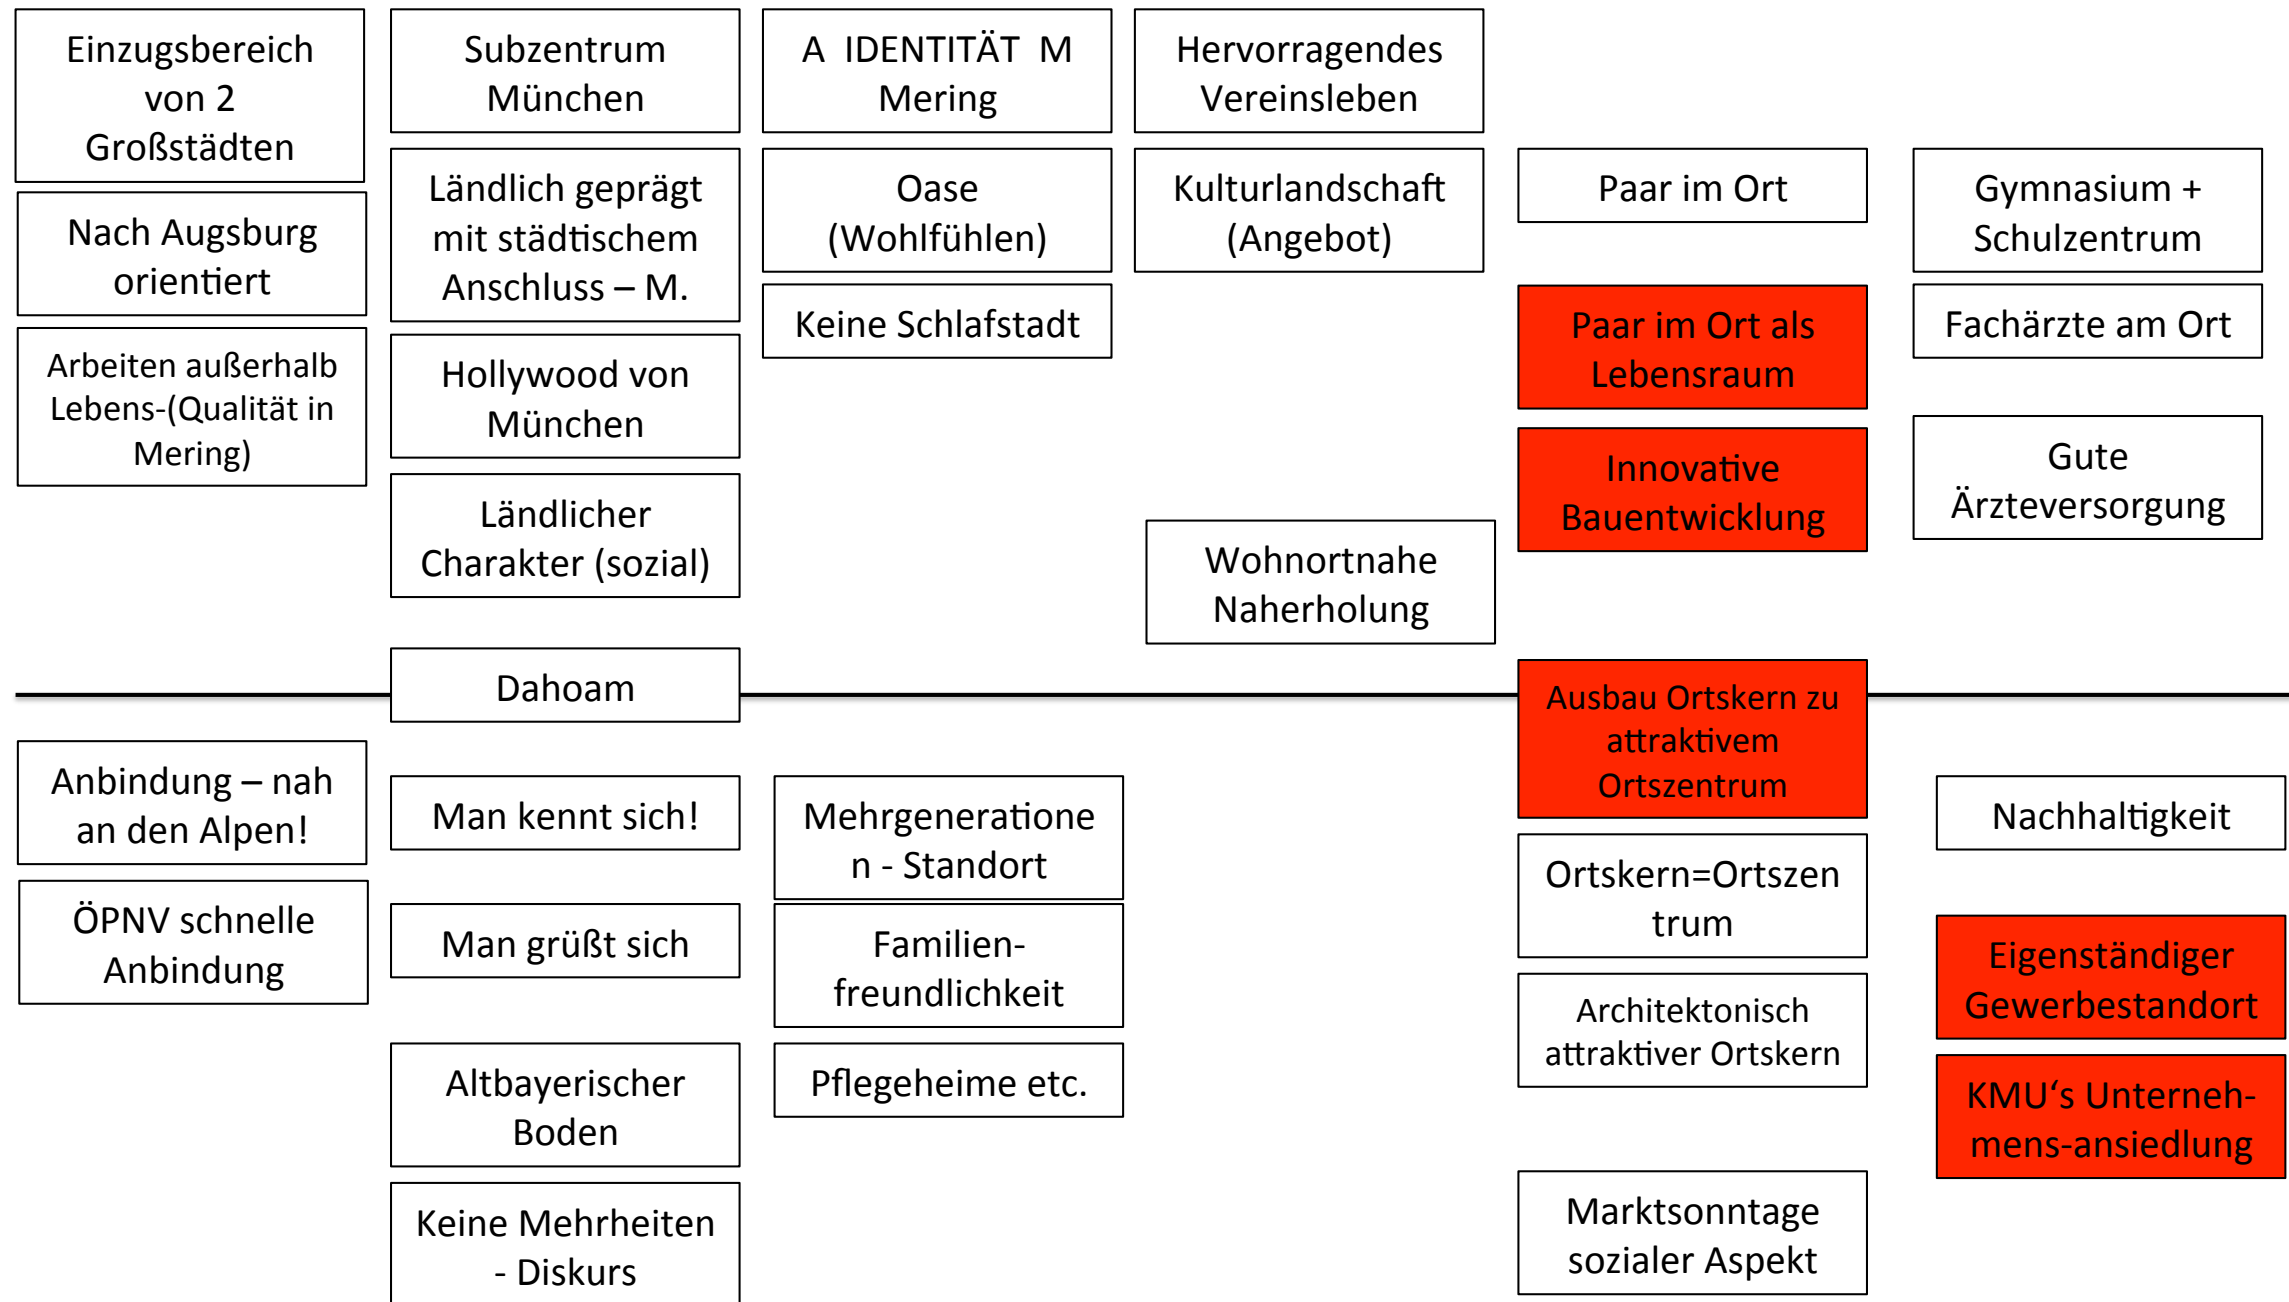 Einzugsbereich
von 2
Großstädten
Nach Augsburg
orientiert
Arbeiten außerhalb
Lebens-(Qualität in
Mering)
Subzentrum
München
Ländlich geprägt
mit städtischem
Anschluss – M.
Hollywood von
München
Ländlicher
Charakter (sozial)
A IDENTITÄT M
Mering
Oase
(Wohlfühlen)
Keine Schlafstadt
Hervorragendes
Vereinsleben
Kulturlandschaft
(Angebot)
Wohnortnahe
Naherholung
Paar im Ort
Paar im Ort als
Lebensraum
Innovative
Bauentwicklung
Gymnasium +
Schulzentrum
Fachärzte am Ort
Gute
Ärzteversorgung
Dahoam
Ausbau Ortskern zu
attraktivem
Ortszentrum
Anbindung – nah
an den Alpen!
ÖPNV schnelle
Anbindung
Man kennt sich!
Man grüßt sich
Altbayerischer
Boden
Keine Mehrheiten
- Diskurs
Mehrgeneratione
n - Standort
Familien-
freundlichkeit
Pflegeheime etc.
Ortskern=Ortszen
trum
Architektonisch
attraktiver Ortskern
Marktsonntage
sozialer Aspekt
Nachhaltigkeit
Eigenständiger
Gewerbestandort
KMU‘s Unterneh-
mens-ansiedlung